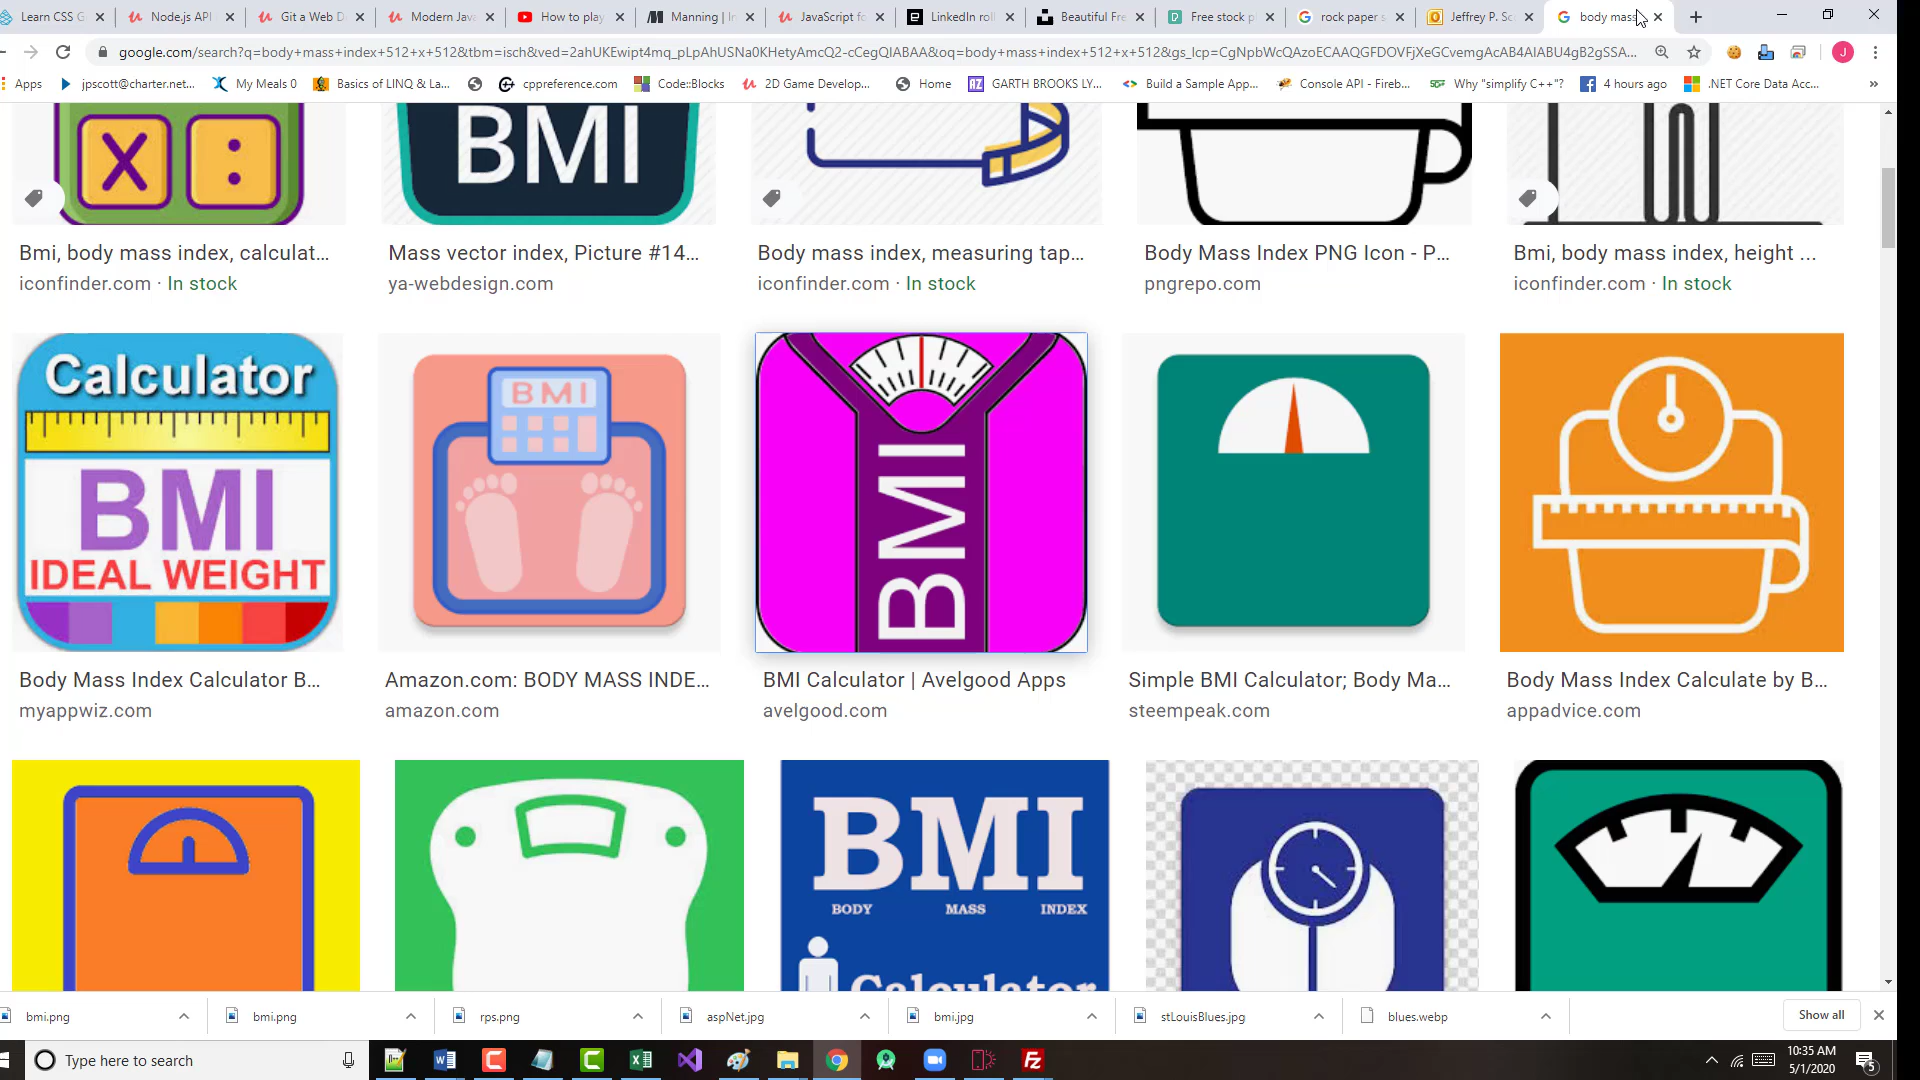 Learn CSS G
Node.js API
Git a Web D
Modern Java
How to play
Manning | In
JavaScript fo
LinkedIn roll
Beautiful Fre
Free stock p
rock paper s
Jeffrey P. Sc
body mass
google.com/search?q=body+mass+index+512+x+512&tbm=isch&ved=2ahUKEwipt4mq_pLpAhUSNa0KHetyAmcQ2-cCegQIABAA&oq=body+mass+index+512+x+512&gs_lcp=CgNpbWcQAzoECAAQGFDOVFjXeGCvemgAcAB4AIABU4gB2gSSA...
J
Apps
jpscott@charter.net...
My Meals 0
Basics of LINQ & La...
cppreference.com
Code::Blocks
2D Game Develop...
Home
GARTH BROOKS LY...
Build a Sample App...
Console API - Fireb...
Why "simplify C++"?
4 hours ago
.NET Core Data Acc...
»
X :
BMI
Bmi, body mass index, calculat...
Mass vector index, Picture #14...
Body mass index, measuring tap...
Body Mass Index PNG Icon - P...
Bmi, body mass index, height ...
iconfinder.com · In stock
ya-webdesign.com
iconfinder.com · In stock
pngrepo.com
iconfinder.com · In stock
Calculator
BMI
IDEAL WEIGHT
BMI
BMI
Body Mass Index Calculator B...
Amazon.com: BODY MASS INDE...
BMI Calculator | Avelgood Apps
Simple BMI Calculator; Body Ma...
Body Mass Index Calculate by B...
myappwiz.com
amazon.com
avelgood.com
steempeak.com
appadvice.com
BMI
BODY MASS INDEX
Calculator
bmi.png
bmi.png
rps.png
aspNet.jpg
bmi.jpg
stLouisBlues.jpg
blues.webp
Show all
Type here to search
10:35 AM
5/1/2020
5